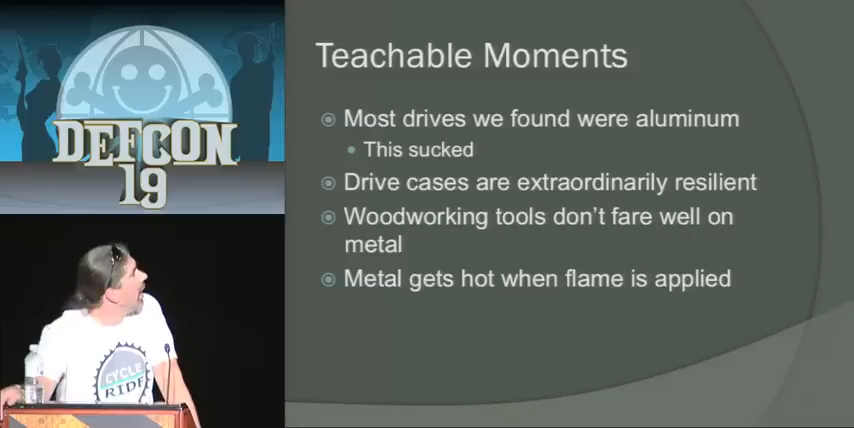 DEFCON
19
Teachable Moments
Most drives we found were aluminum
This sucked
Drive cases are extraordinarily resilient
Woodworking tools don't fare well on
metal
Metal gets hot when flame is applied
CYCLE
RIDE